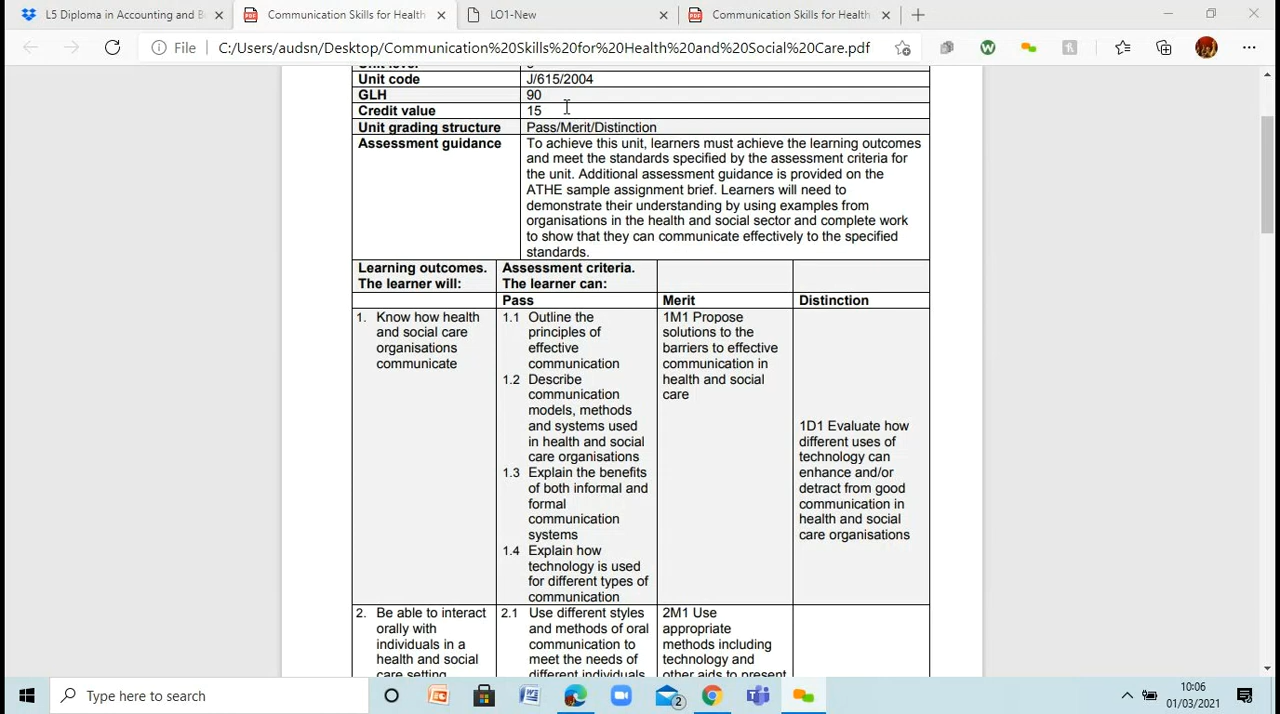 L5 Diploma in Accounting and B
Communication Skills for Health
LO1-New
Communication Skills for Health
File
C:/Users/audsn/Desktop/Communication%20Skills%20for%20Health%20and%20Social%20Care.pdf
Unit level
Unit code J/615/2004
GLH 90
Credit value 15
Unit grading structure Pass/Merit/Distinction
Assessment guidance To achieve this unit, learners must achieve the learning outcomes
and meet the standards specified by the assessment criteria for
the unit. Additional assessment guidance is provided on the
ATHE sample assignment brief. Learners will need to
demonstrate their understanding by using examples from
organisations in the health and social sector and complete work
to show that they can communicate effectively to the specified
standards.
Learning outcomes.
The learner will:
Assessment criteria.
The learner can:
Pass
Merit
Distinction
1. Know how health
and social care
organisations
communicate
1.1 Outline the
principles of
effective
communication
1.2 Describe
communication
models, methods
and systems used
in health and social
care organisations
1.3 Explain the benefits
of both informal and
formal
communication
systems
1.4 Explain how
technology is used
for different types of
communication
1M1 Propose
solutions to the
barriers to effective
communication in
health and social
care
1D1 Evaluate how
different uses of
technology can
enhance and/or
detract from good
communication in
health and social
care organisations
2. Be able to interact
orally with
individuals in a
health and social
care setting
2.1 Use different styles
and methods of oral
communication to
meet the needs of
different individuals
2M1 Use
appropriate
methods including
technology and
other aids to present
Type here to search
2
10:06
01/03/2021